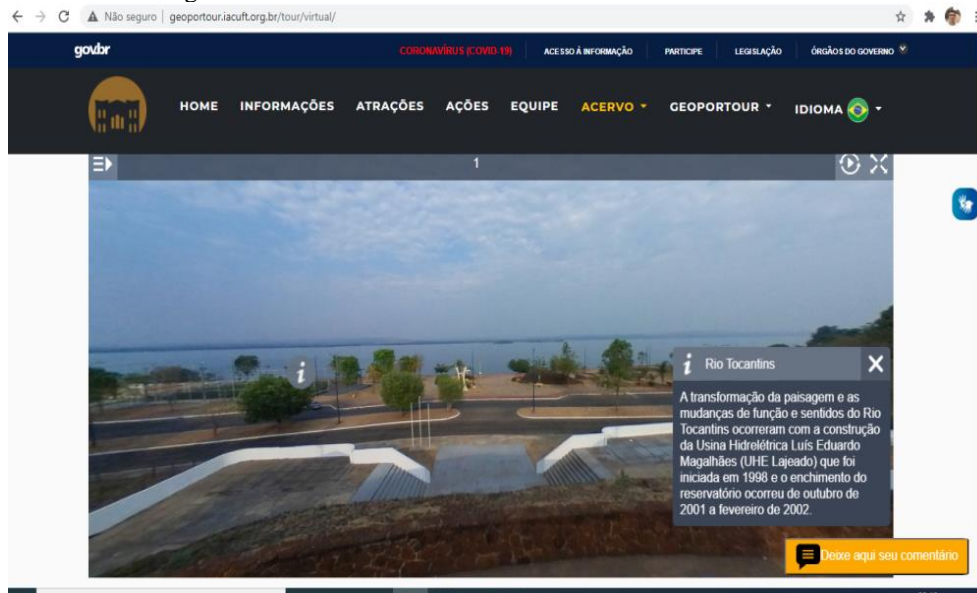 Não seguro | geoportour.iacuft.org.br/tour/virtual/
gov.br
CORONAVÍRUS (COVID-19)
ACESSO À INFORMAÇÃO
PARTICIPE
LEGISLAÇÃO
ÓRGÃOS DO GOVERNO
HOME
INFORMAÇÕES
ATRAÇÕES
AÇÕES
EQUIPE
ACERVO
GEOPORTOUR
IDIOMA
1
i
i Rio Tocantins
A transformação da paisagem e as
mudanças de função e sentidos do Rio
Tocantins ocorreram com a construção
da Usina Hidrelétrica Luís Eduardo
Magalhães (UHE Lajeado) que foi
iniciada em 1998 e o enchimento do
reservatório ocorreu de outubro de
2001 a fevereiro de 2002.
Deixe aqui seu comentário